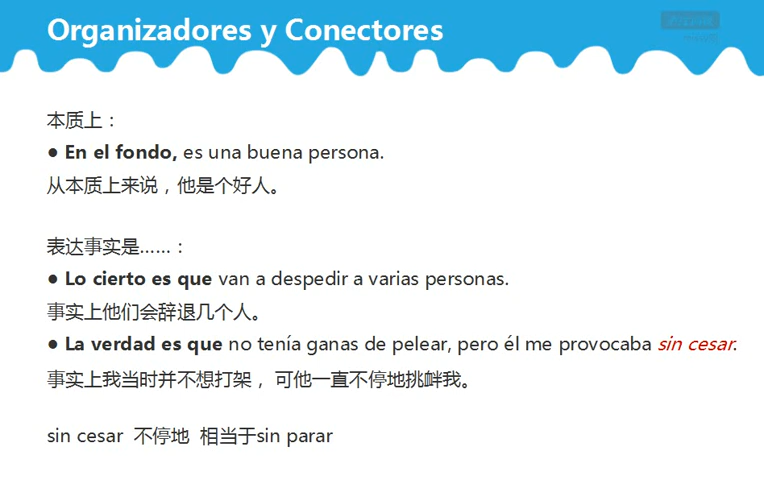 Organizadores y Conectores
本质上：
● En el fondo, es una buena persona.
从本质上来说，他是个好人。
表达事实是……：
● Lo cierto es que van a despedir a varias personas.
事实上他们会辞退几个人。
● La verdad es que no tenía ganas de pelear, pero él me provocaba sin cesar.
事实上我当时并不想打架， 可他一直不停地挑衅我。
sin cesar  不停地  相当于sin parar